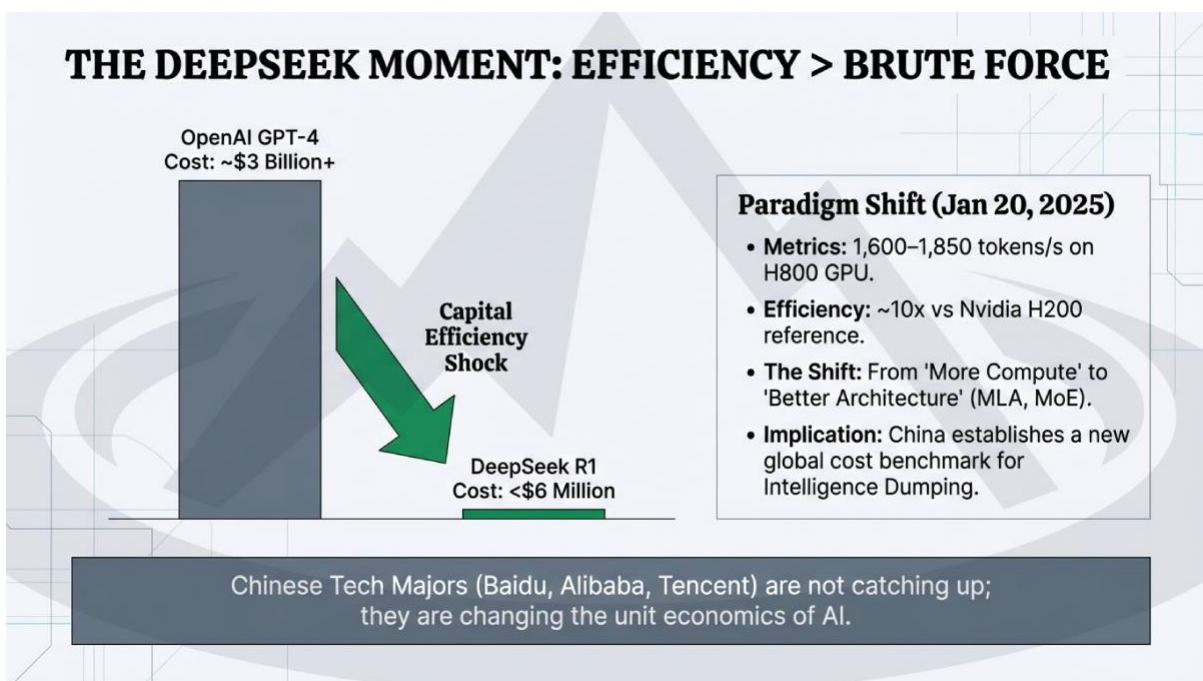 THE DEEPSEEK MOMENT: EFFICIENCY > BRUTE FORCE
OpenAI GPT-4
Cost: ~$3 Billion+
Capital
Efficiency
Shock
DeepSeek R1
Cost: <$6 Million
Paradigm Shift (Jan 20, 2025)
• Metrics: 1,600–1,850 tokens/s on
H800 GPU.
• Efficiency: ~10x vs Nvidia H200
reference.
• The Shift: From 'More Compute' to
'Better Architecture' (MLA, MoE).
• Implication: China establishes a new
global cost benchmark for
Intelligence Dumping.
Chinese Tech Majors (Baidu, Alibaba, Tencent) are not catching up;
they are changing the unit economics of AI.